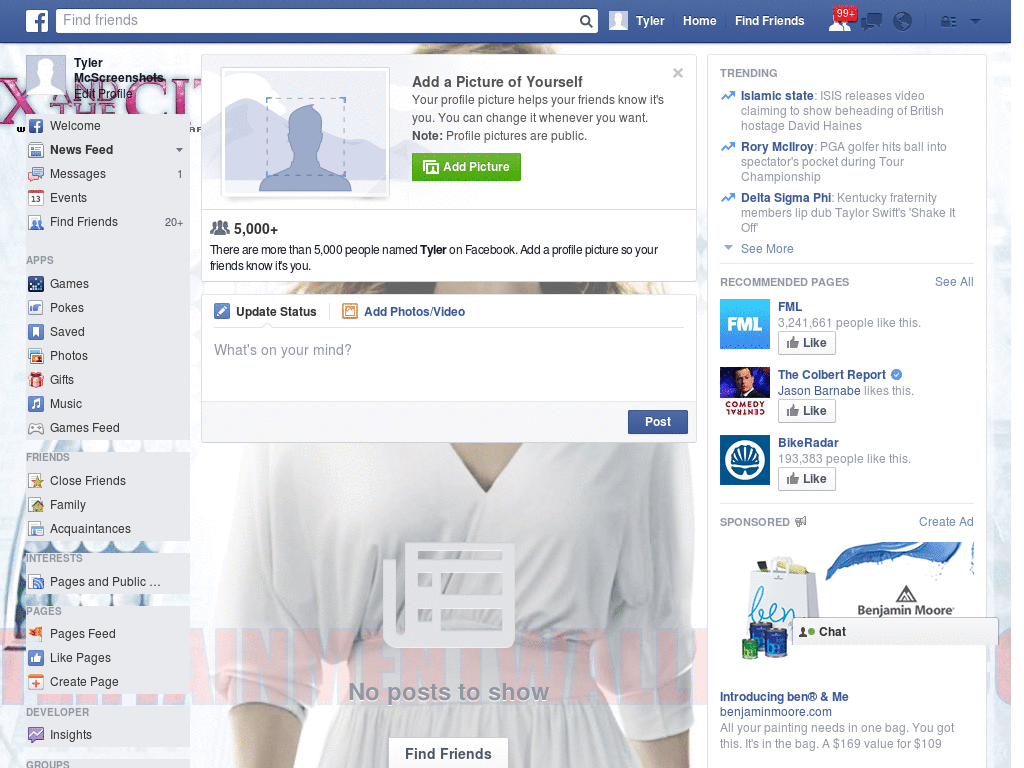 Find friends
Tyler
Home
Find Friends
99+
Tyler
McScreenshots
Edit Profile
Welcome
News Feed
Messages 1
Events
Find Friends 20+
APPS
Games
Pokes
Saved
Photos
Gifts
Music
Games Feed
FRIENDS
Close Friends
Family
Acquaintances
INTERESTS
Pages and Public ...
PAGES
Pages Feed
Like Pages
Create Page
DEVELOPER
Insights
GROUPS
X AND THE CIT
Add a Picture of Yourself
Your profile picture helps your friends know it's
you. You can change it whenever you want.
Note: Profile pictures are public.
Add Picture
5,000+
There are more than 5,000 people named Tyler on Facebook. Add a profile picture so your
friends know it's you.
Update Status
Add Photos/Video
What's on your mind?
Post
No posts to show
Find Friends
TRENDING
Islamic state: ISIS releases video
claiming to show beheading of British
hostage David Haines
Rory McIlroy: PGA golfer hits ball into
spectator's pocket during Tour
Championship
Delta Sigma Phi: Kentucky fraternity
members lip dub Taylor Swift's 'Shake It
Off'
See More
RECOMMENDED PAGES See All
FML
FML
3,241,661 people like this.
Like
COMEDY
CENTRAL
The Colbert Report
Jason Barnabe likes this.
Like
BikeRadar
193,383 people like this.
Like
SPONSORED Create Ad
ben
Benjamin Moore
Chat
Introducing ben® & Me
benjaminmoore.com
All your painting needs in one bag. You got
this. It's in the bag. A $169 value for $109